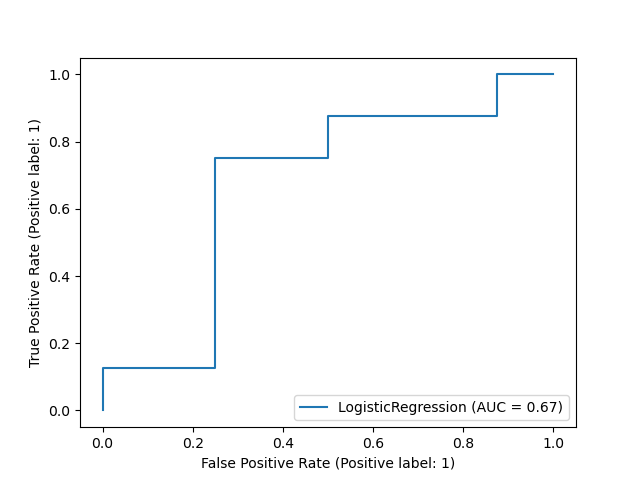 1.0
0.8
0.6
0.4
0.2
0.0
True Positive Rate (Positive label: 1)
LogisticRegression (AUC = 0.67)
0.0 0.2 0.4 0.6 0.8 1.0
False Positive Rate (Positive label: 1)